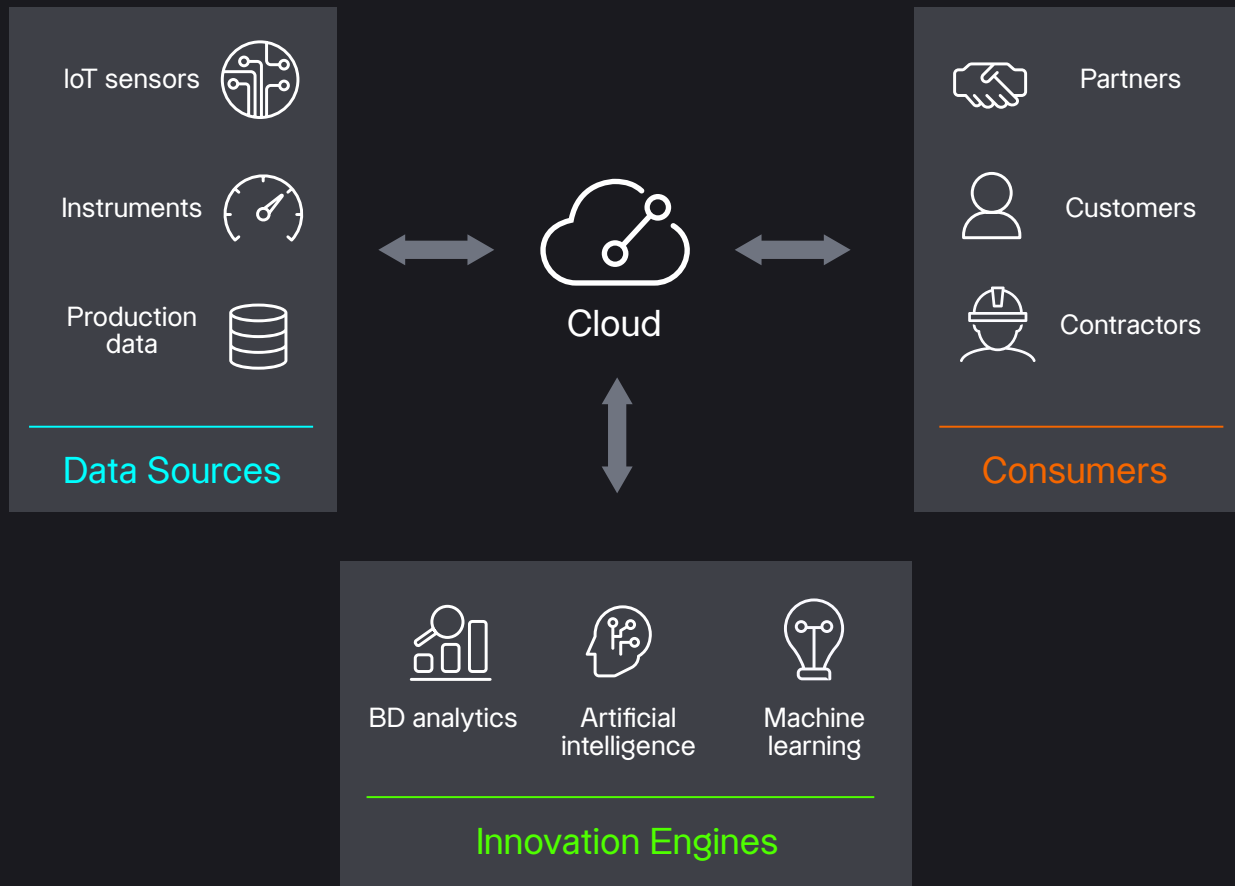 IoT sensors
Instruments
Production
data
Data Sources
Cloud
Partners
Customers
Contractors
Consumers
BD analytics
Artificial
intelligence
Machine
learning
Innovation Engines